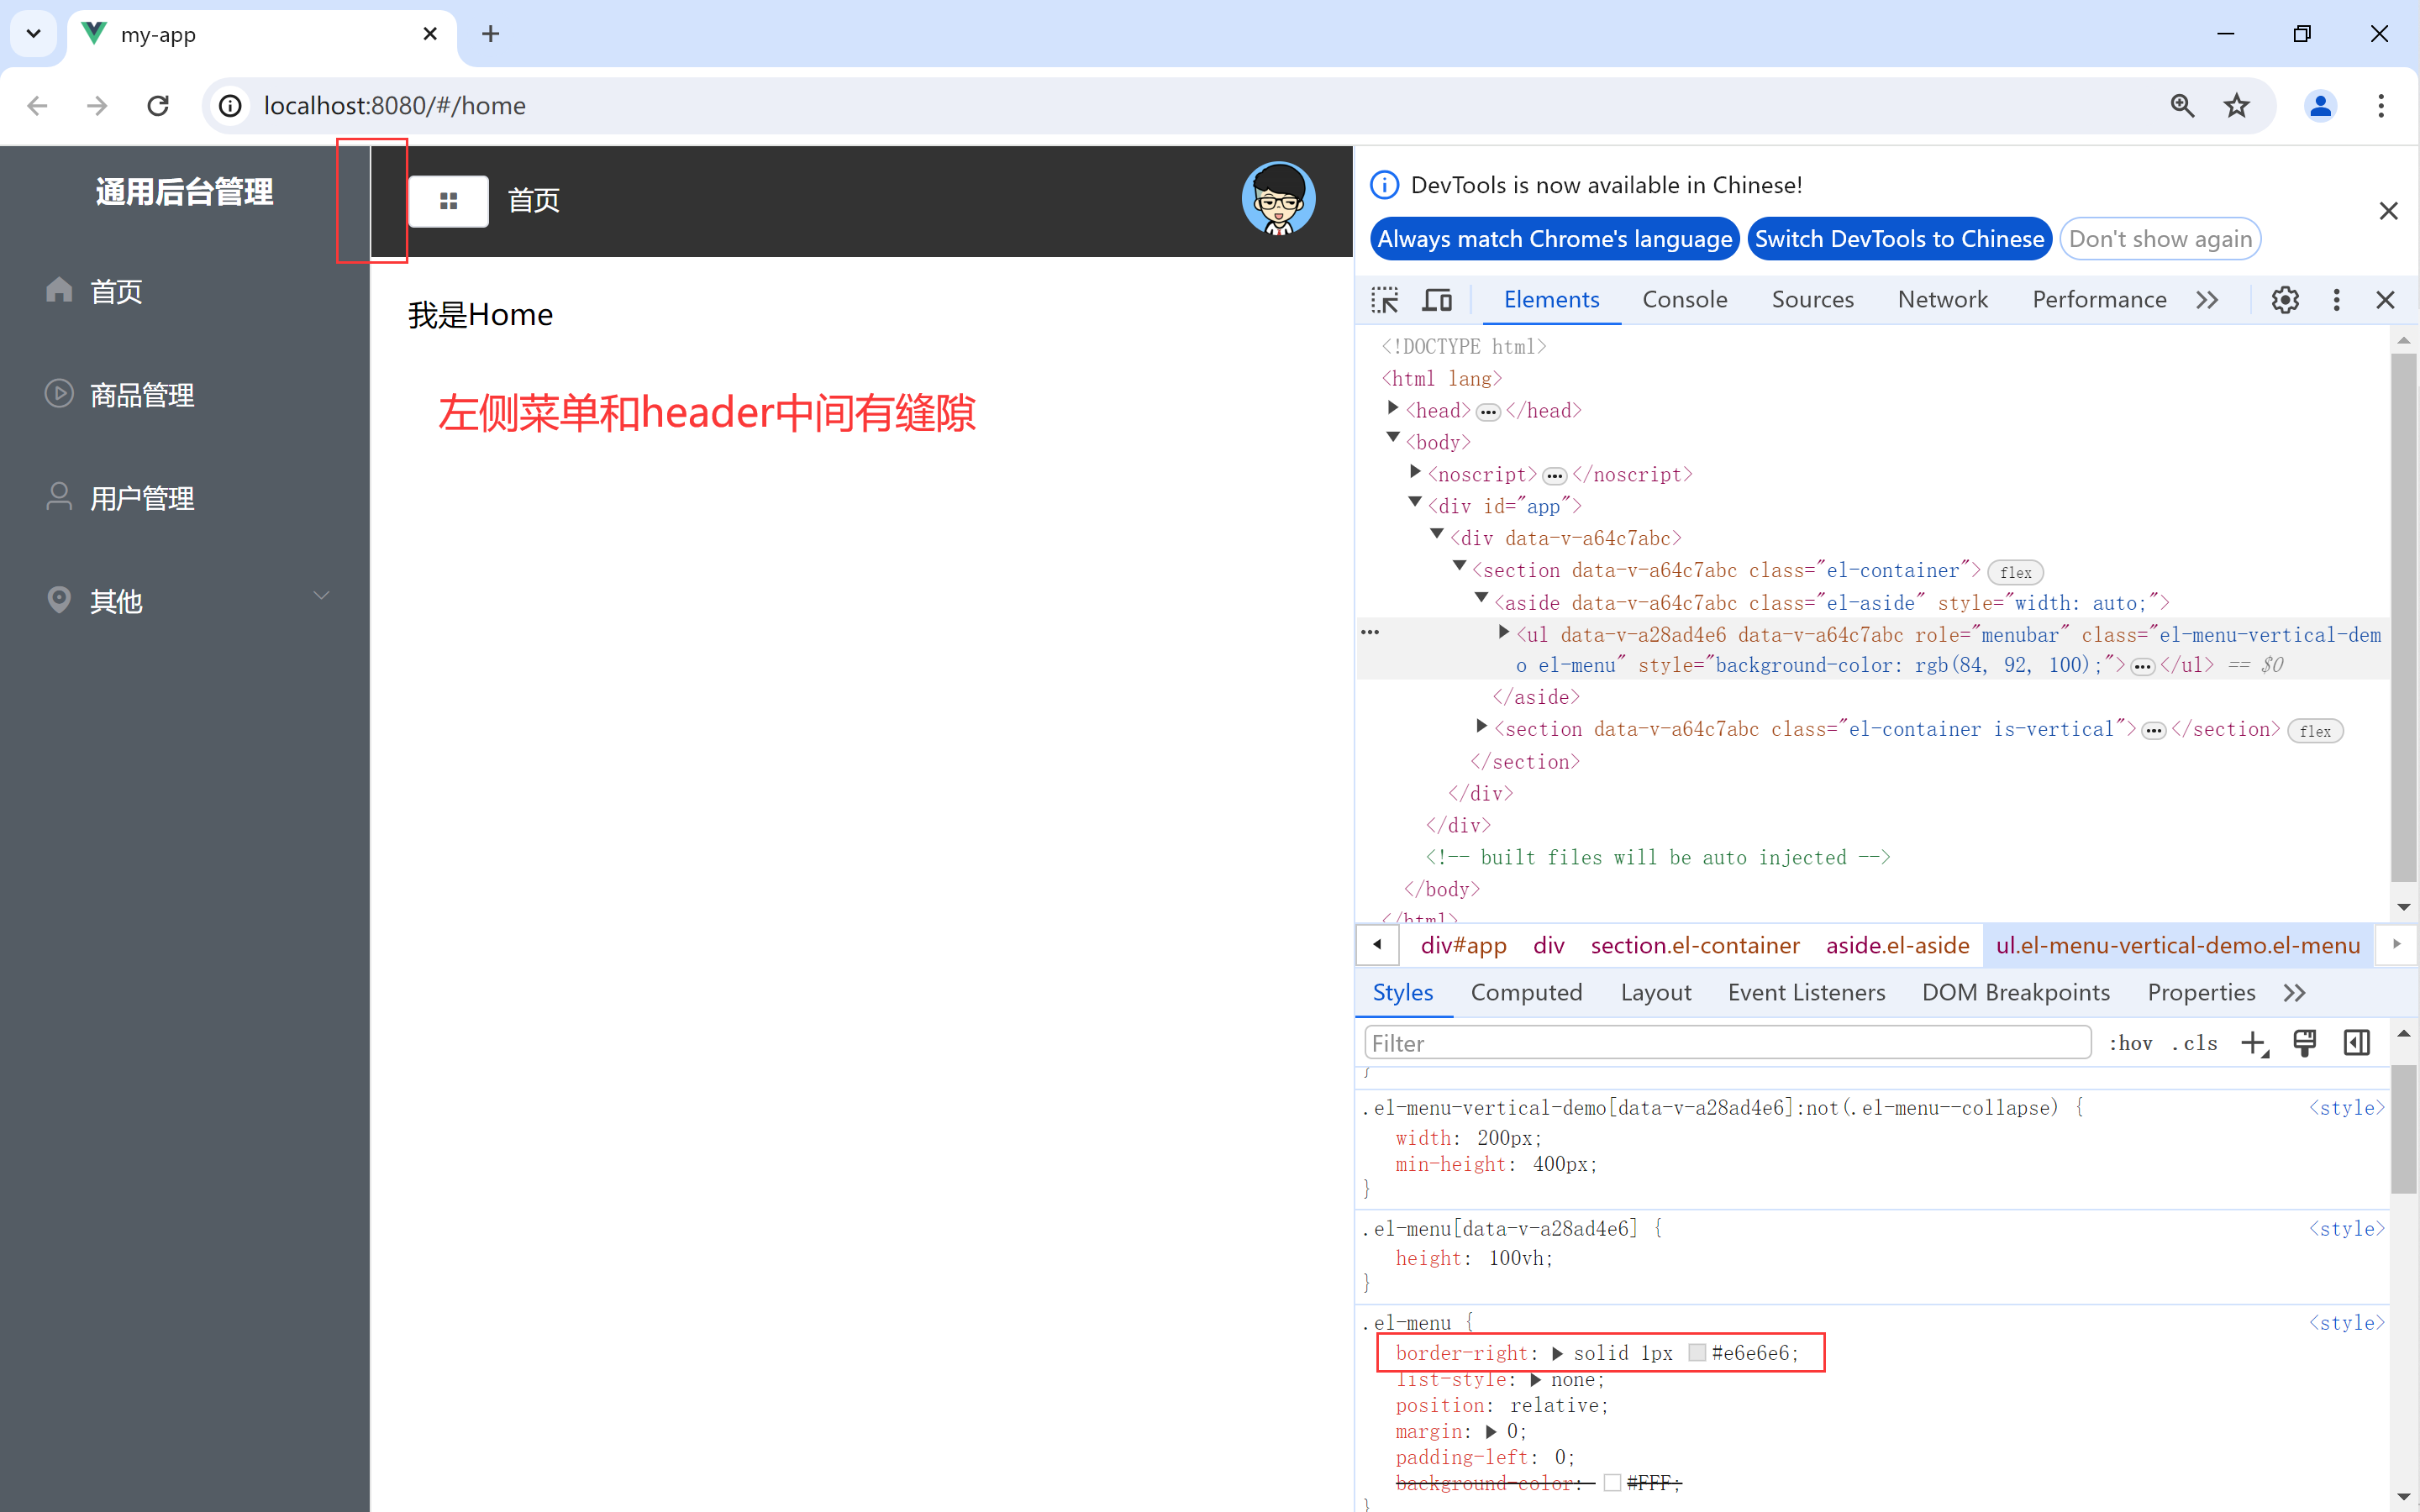 my-app
localhost:8080/#/home
通用后台管理
首页
首页
商品管理
用户管理
其他
我是Home
左侧菜单和header中间有缝隙
DevTools is now available in Chinese!
Always match Chrome's language
Switch DevTools to Chinese
Don't show again
Elements Console Sources Network Performance
<!DOCTYPE html>
<html lang>
<head>…</head>
<body>
<noscript>…</noscript>
<div id="app">
<div data-v-a64c7abc>
<section data-v-a64c7abc class="el-container"> flex
<aside data-v-a64c7abc class="el-aside" style="width: auto;">
<ul data-v-a28ad4e6 data-v-a64c7abc role="menubar" class="el-menu-vertical-dem
o el-menu" style="background-color: rgb(84, 92, 100);">…</ul> == $0
</aside>
<section data-v-a64c7abc class="el-container is-vertical">…</section> flex
</section>
</div>
</div>
<!-- built files will be auto injected -->
</body>
</html>
div#app div section.el-container aside.el-aside ul.el-menu-vertical-demo.el-menu
Styles Computed Layout Event Listeners DOM Breakpoints Properties
Filter :hov .cls
}
.el-menu-vertical-demo[data-v-a28ad4e6]:not(.el-menu--collapse) { <style>
width: 200px;
min-height: 400px;
}
.el-menu[data-v-a28ad4e6] { <style>
height: 100vh;
}
.el-menu { <style>
border-right: solid 1px #e6e6e6;
list-style: none;
position: relative;
margin: 0;
padding-left: 0;
background-color: #FFF;
}